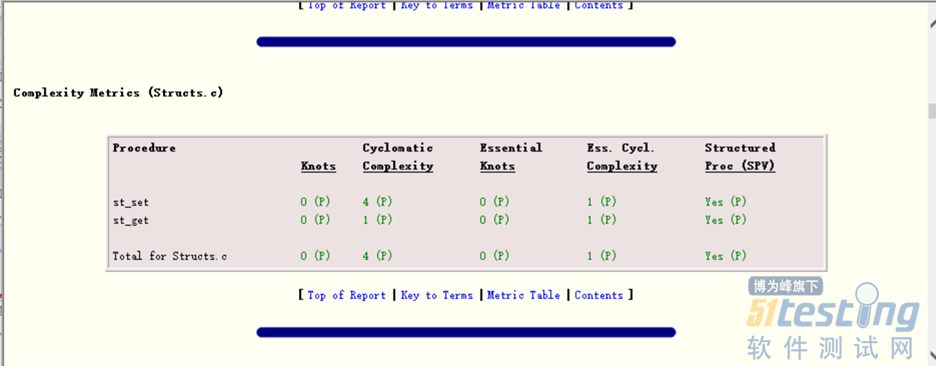 [ Top of Report | Key to Terms | Metric Table | Contents ]
Complexity Metrics (Structs.c)
Procedure Knots Cyclomatic Complexity Essential Knots Ess. Cycl. Complexity Structured Proc (SPV)
st_set 0 (P) 4 (P) 0 (P) 1 (P) Yes (P)
st_get 0 (P) 1 (P) 0 (P) 1 (P) Yes (P)
Total for Structs.c 0 (P) 4 (P) 0 (P) 1 (P) Yes (P)
[ Top of Report | Key to Terms | Metric Table | Contents ]
博为峰旗下
51testing
软件测试网